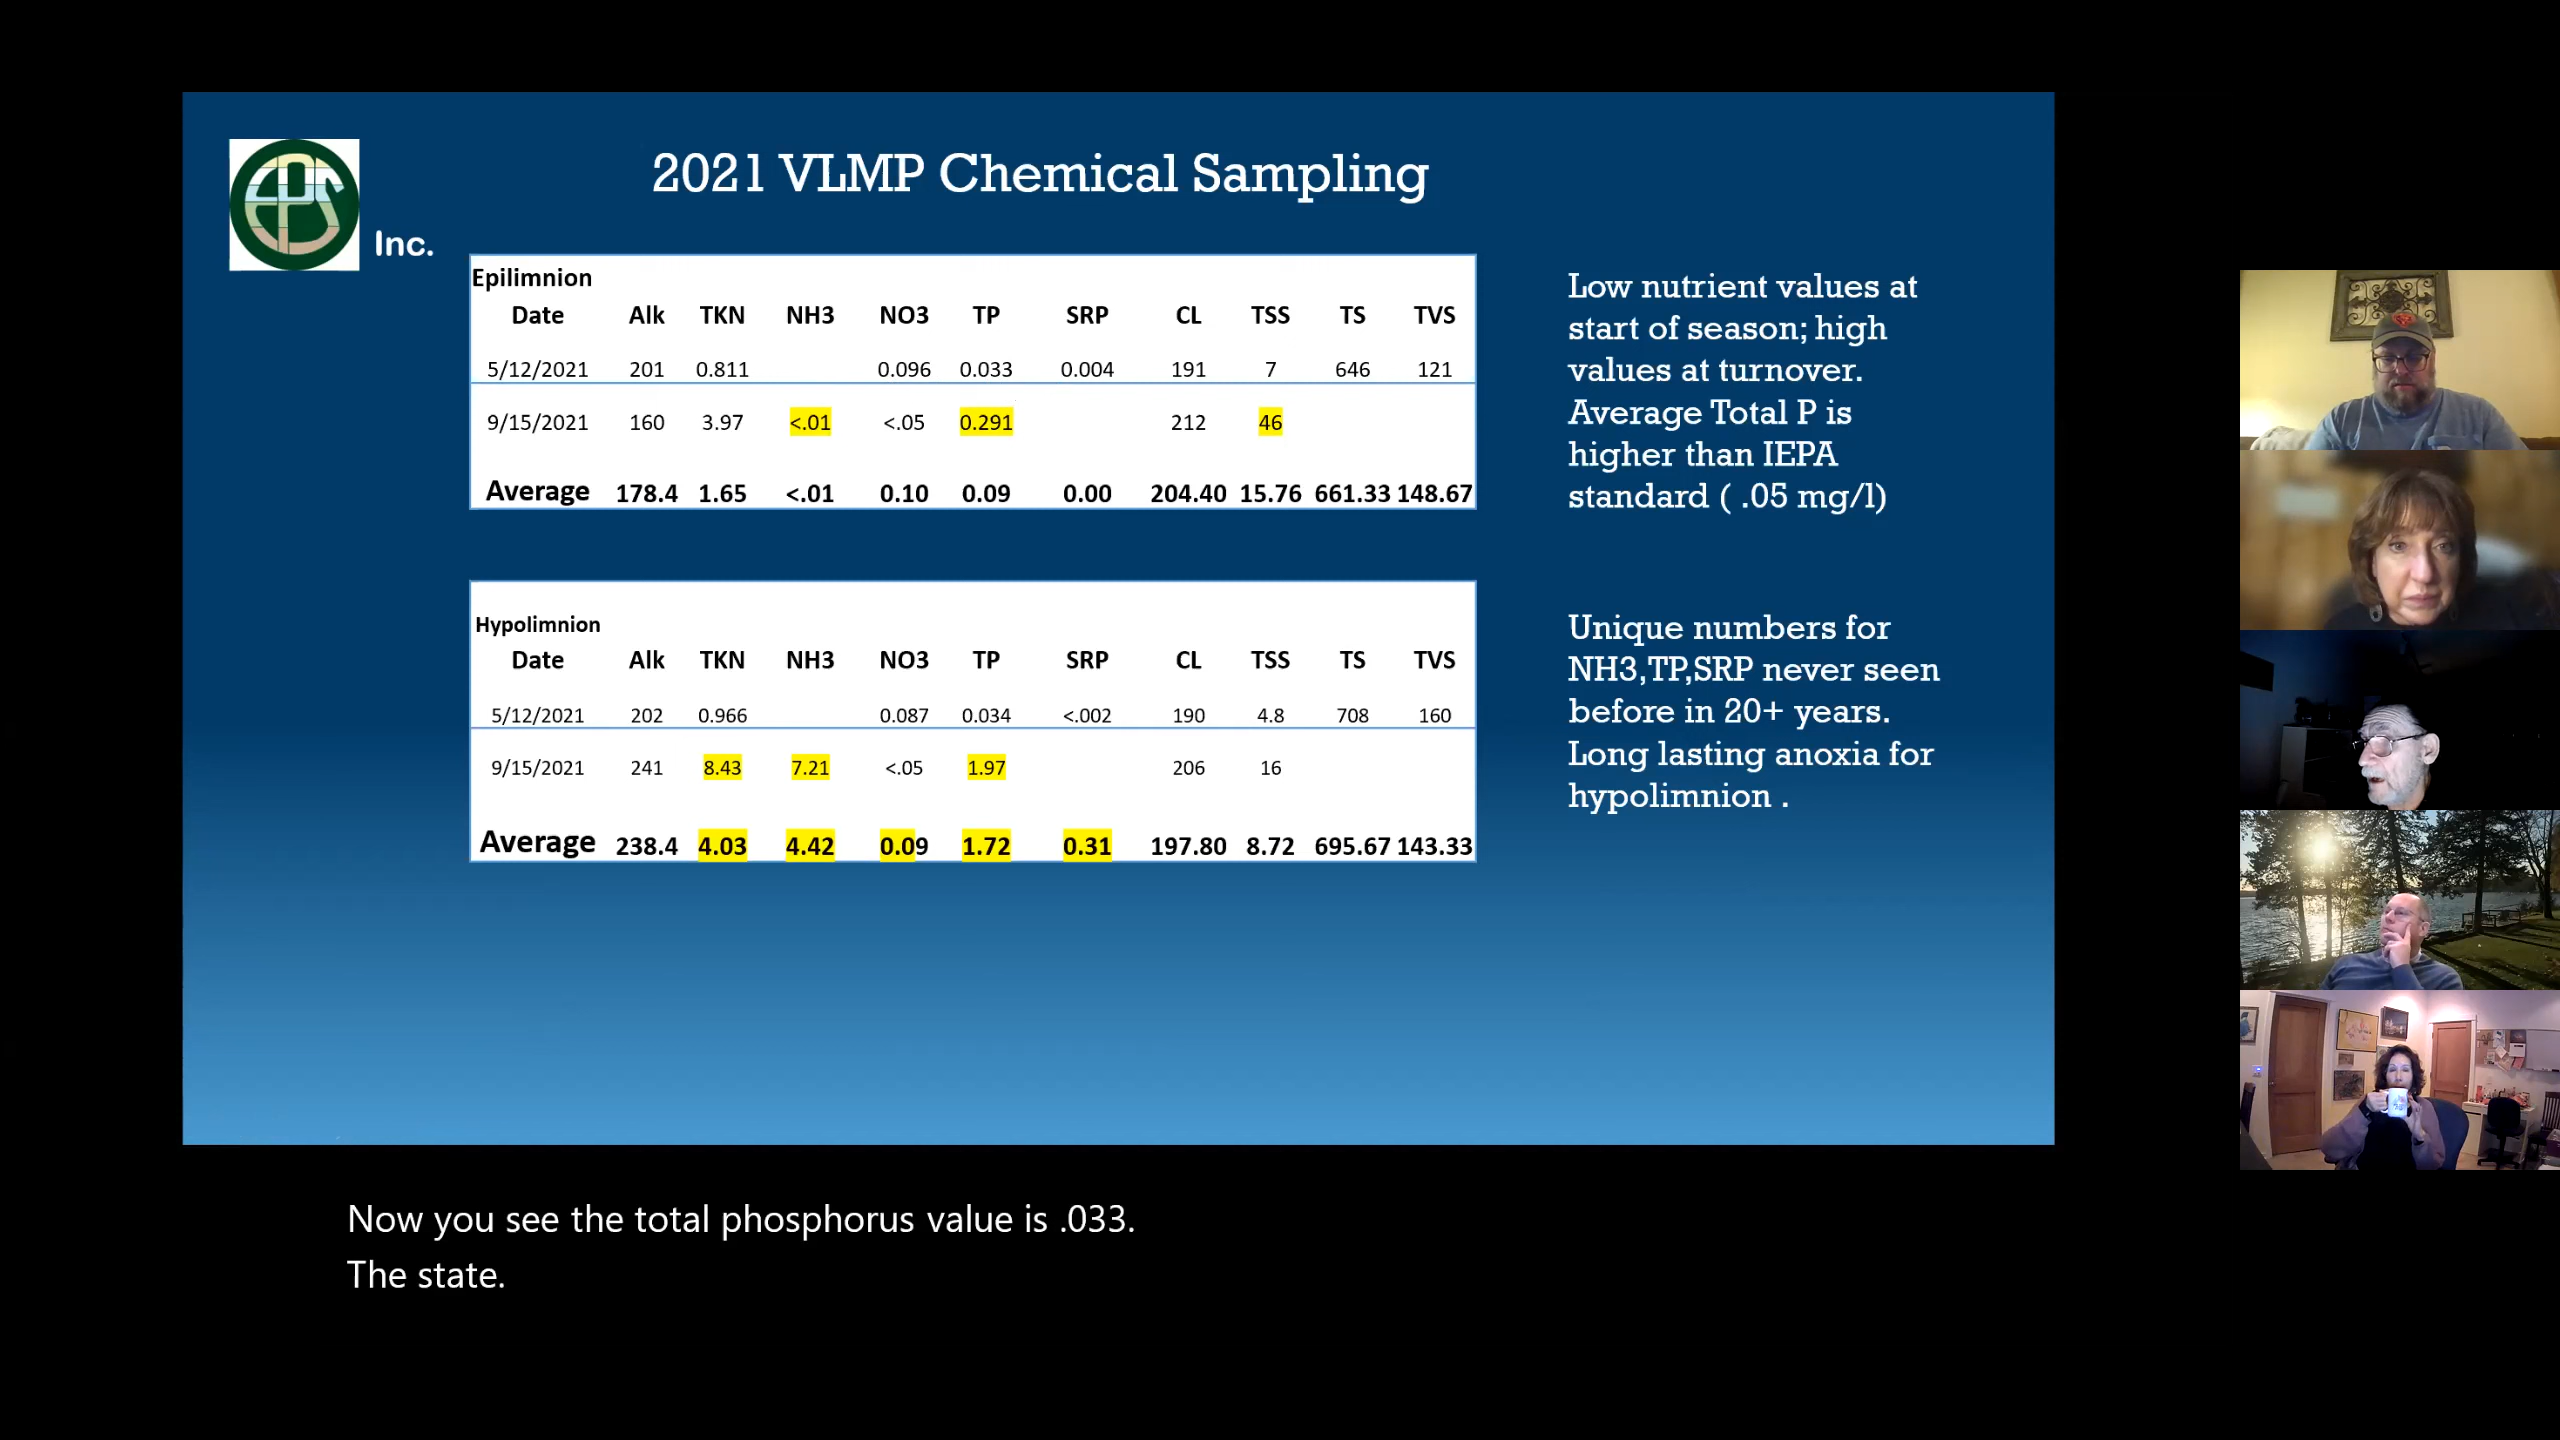 2021 VLMP Chemical Sampling
EPS
Inc.
Epilimnion
Date Alk TKN NH3 NO3 TP SRP CL TSS TS TVS
5/12/2021 201 0.811 0.096 0.033 0.004 191 7 646 121
9/15/2021 160 3.97 <.01 <.05 0.291 212 46
Average 178.4 1.65 <.01 0.10 0.09 0.00 204.40 15.76 661.33 148.67
Low nutrient values at
start of season; high
values at turnover.
Average Total P is
higher than IEPA
standard ( .05 mg/l)
Hypolimnion
Date Alk TKN NH3 NO3 TP SRP CL TSS TS TVS
5/12/2021 202 0.966 0.087 0.034 <.002 190 4.8 708 160
9/15/2021 241 8.43 7.21 <.05 1.97 206 16
Average 238.4 4.03 4.42 0.09 1.72 0.31 197.80 8.72 695.67 143.33
Unique numbers for
NH3,TP,SRP never seen
before in 20+ years.
Long lasting anoxia for
hypolimnion .
Now you see the total phosphorus value is .033.
The state.